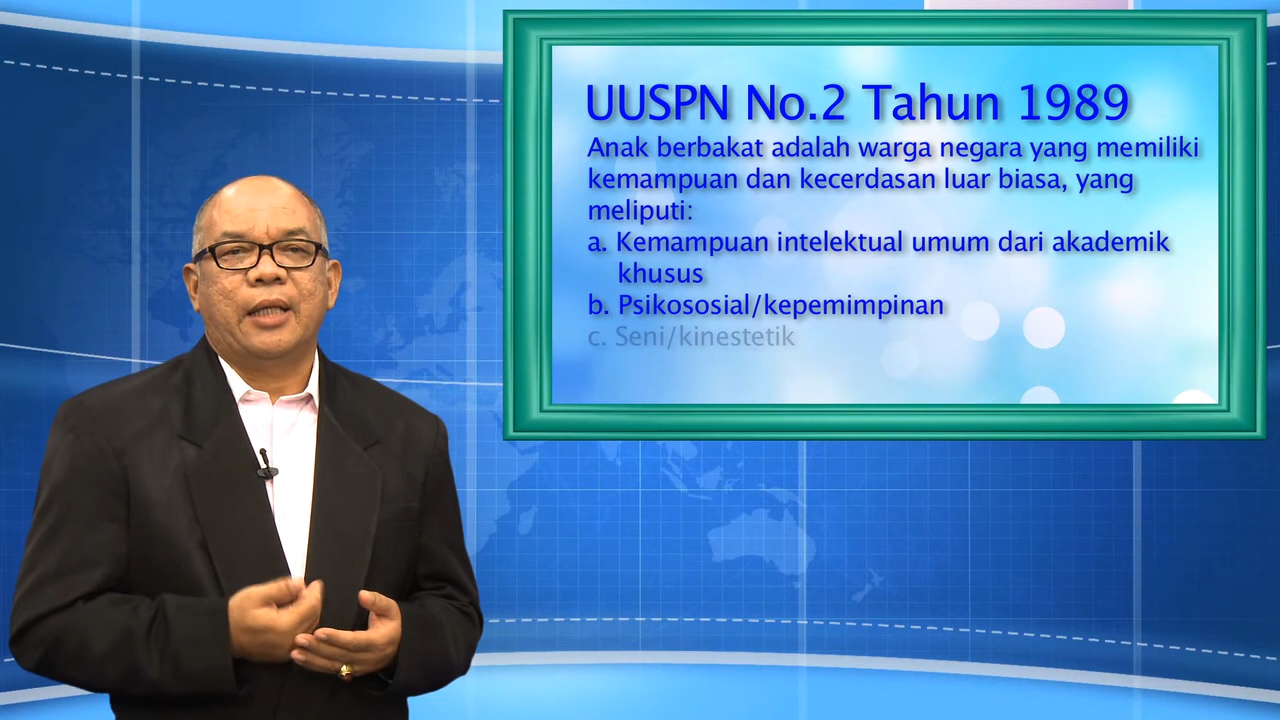 UUSPN No.2 Tahun 1989
Anak berbakat adalah warga negara yang memiliki
kemampuan dan kecerdasan luar biasa, yang
meliputi:
a. Kemampuan intelektual umum dari akademik
khusus
b. Psikososial/kepemimpinan
c. Seni/kinestetik